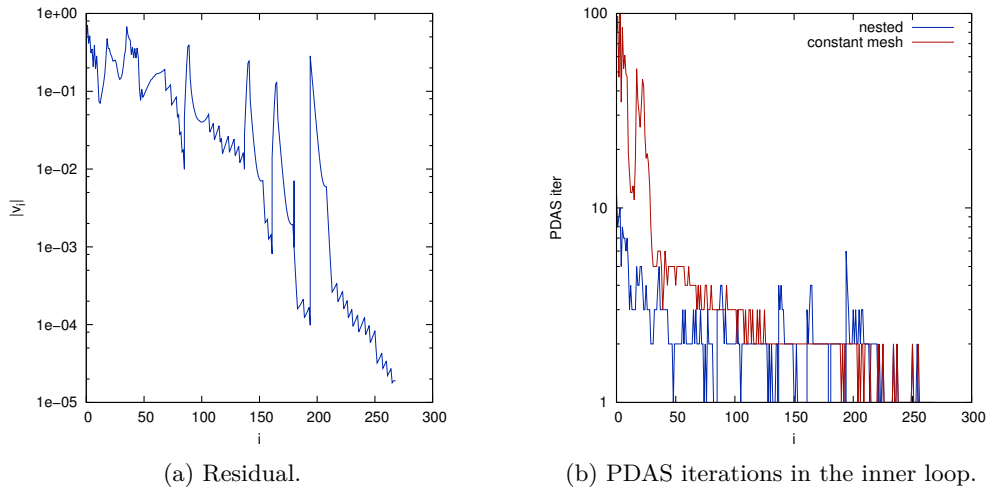 1e+00
1e-01
1e-02
1e-03
1e-04
1e-05
|v_i|
0 50 100 150 200 250 300
i
(a) Residual.
100
10
1
PDAS iter
nested
constant mesh
0 50 100 150 200 250 300
i
(b) PDAS iterations in the inner loop.